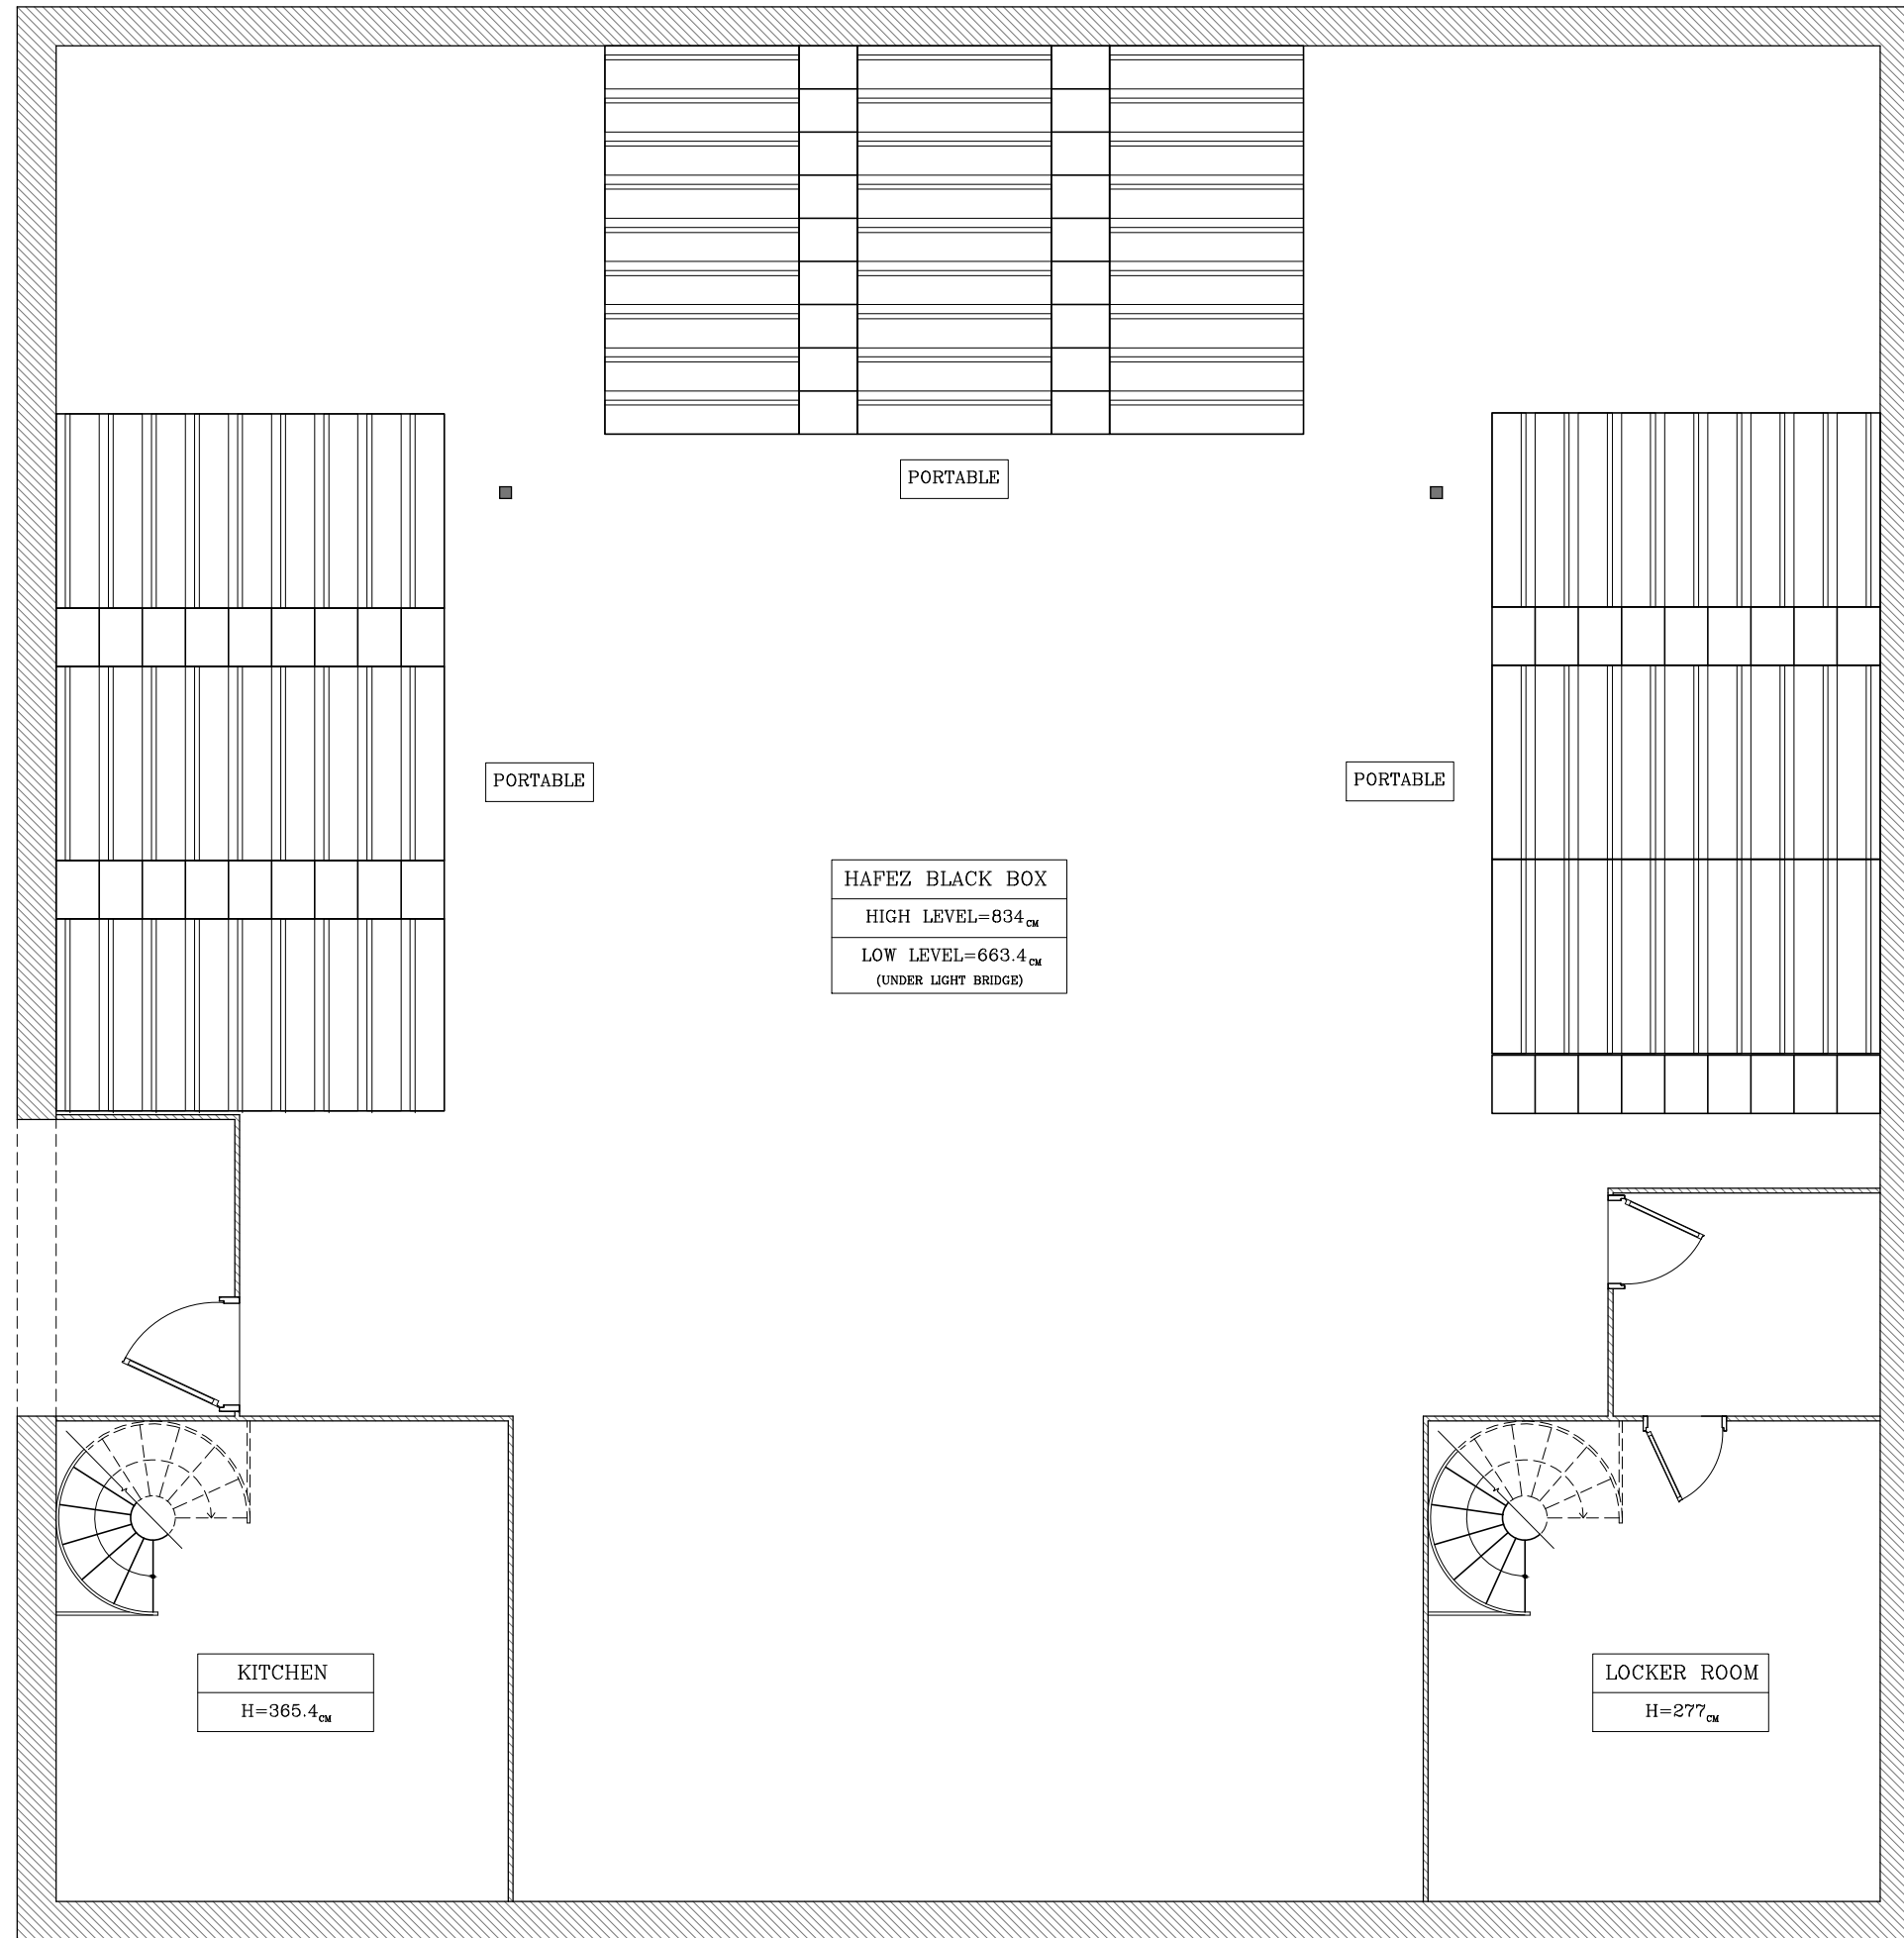 PORTABLE
PORTABLE
PORTABLE
HAFEZ BLACK BOX
HIGH LEVEL=834CM
LOW LEVEL=663.4CM
(UNDER LIGHT BRIDGE)
KITCHEN
H=365.4CM
LOCKER ROOM
H=277CM